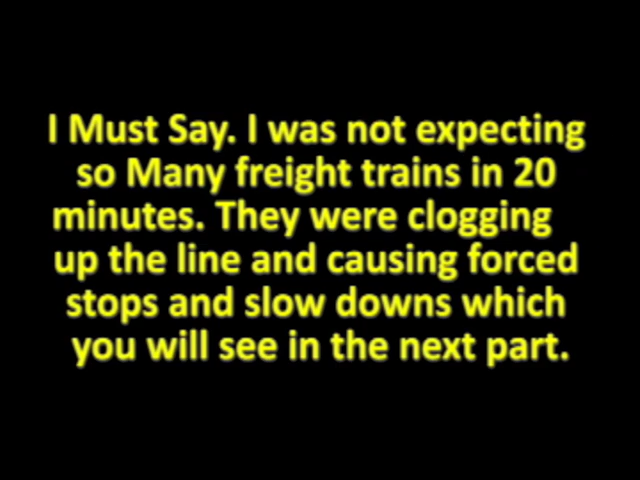 I Must Say. I was not expecting
so Many freight trains in 20
minutes. They were clogging
up the line and causing forced
stops and slow downs which
you will see in the next part.